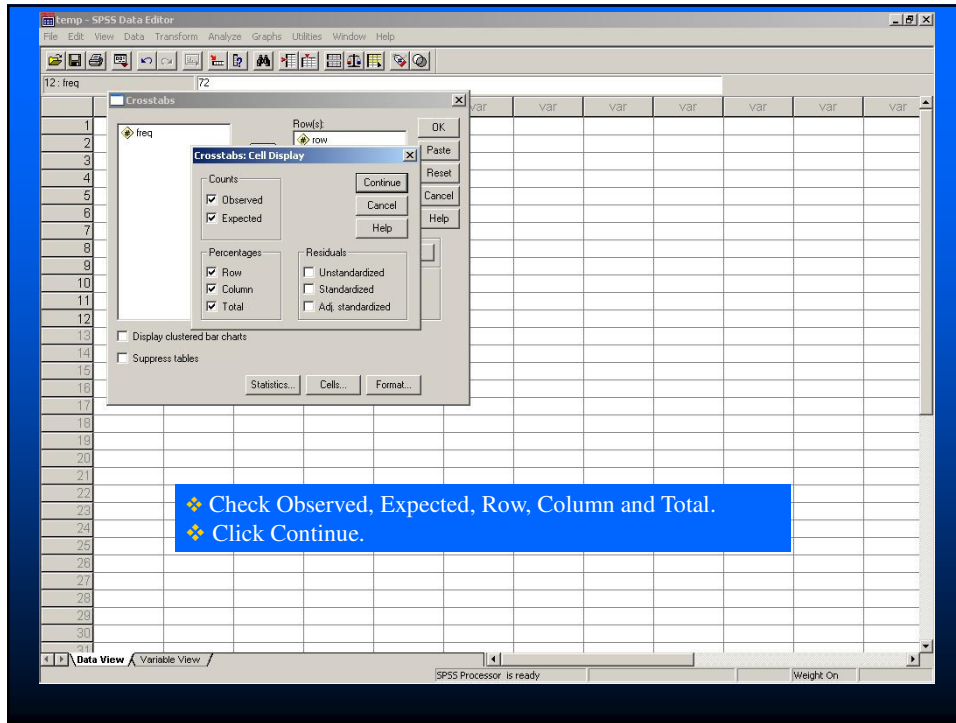 temp - SPSS Data Editor
File Edit View Data Transform Analyze Graphs Utilities Window Help
12 : freq 72
var var var var var var var
Crosstabs
freq
Row(s):
row
OK
Paste
Reset
Cancel
Help
Crosstabs: Cell Display
Counts
Observed
Expected
Continue
Cancel
Help
Percentages
Row
Column
Total
Residuals
Unstandardized
Standardized
Adj. standardized
Display clustered bar charts
Suppress tables
Statistics... Cells... Format...
1
2
3
4
5
6
7
8
9
10
11
12
13
14
15
16
17
18
19
20
21
22
23
24
25
26
27
28
29
30
31
❖ Check Observed, Expected, Row, Column and Total.
❖ Click Continue.
Data View Variable View
SPSS Processor is ready Weight On